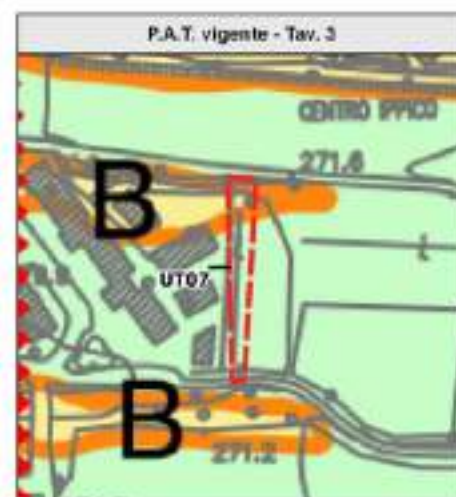 P.A.T. vigente - Tav. 3
CENTRO IPPICO
271.6
B
UT07
B
271.2